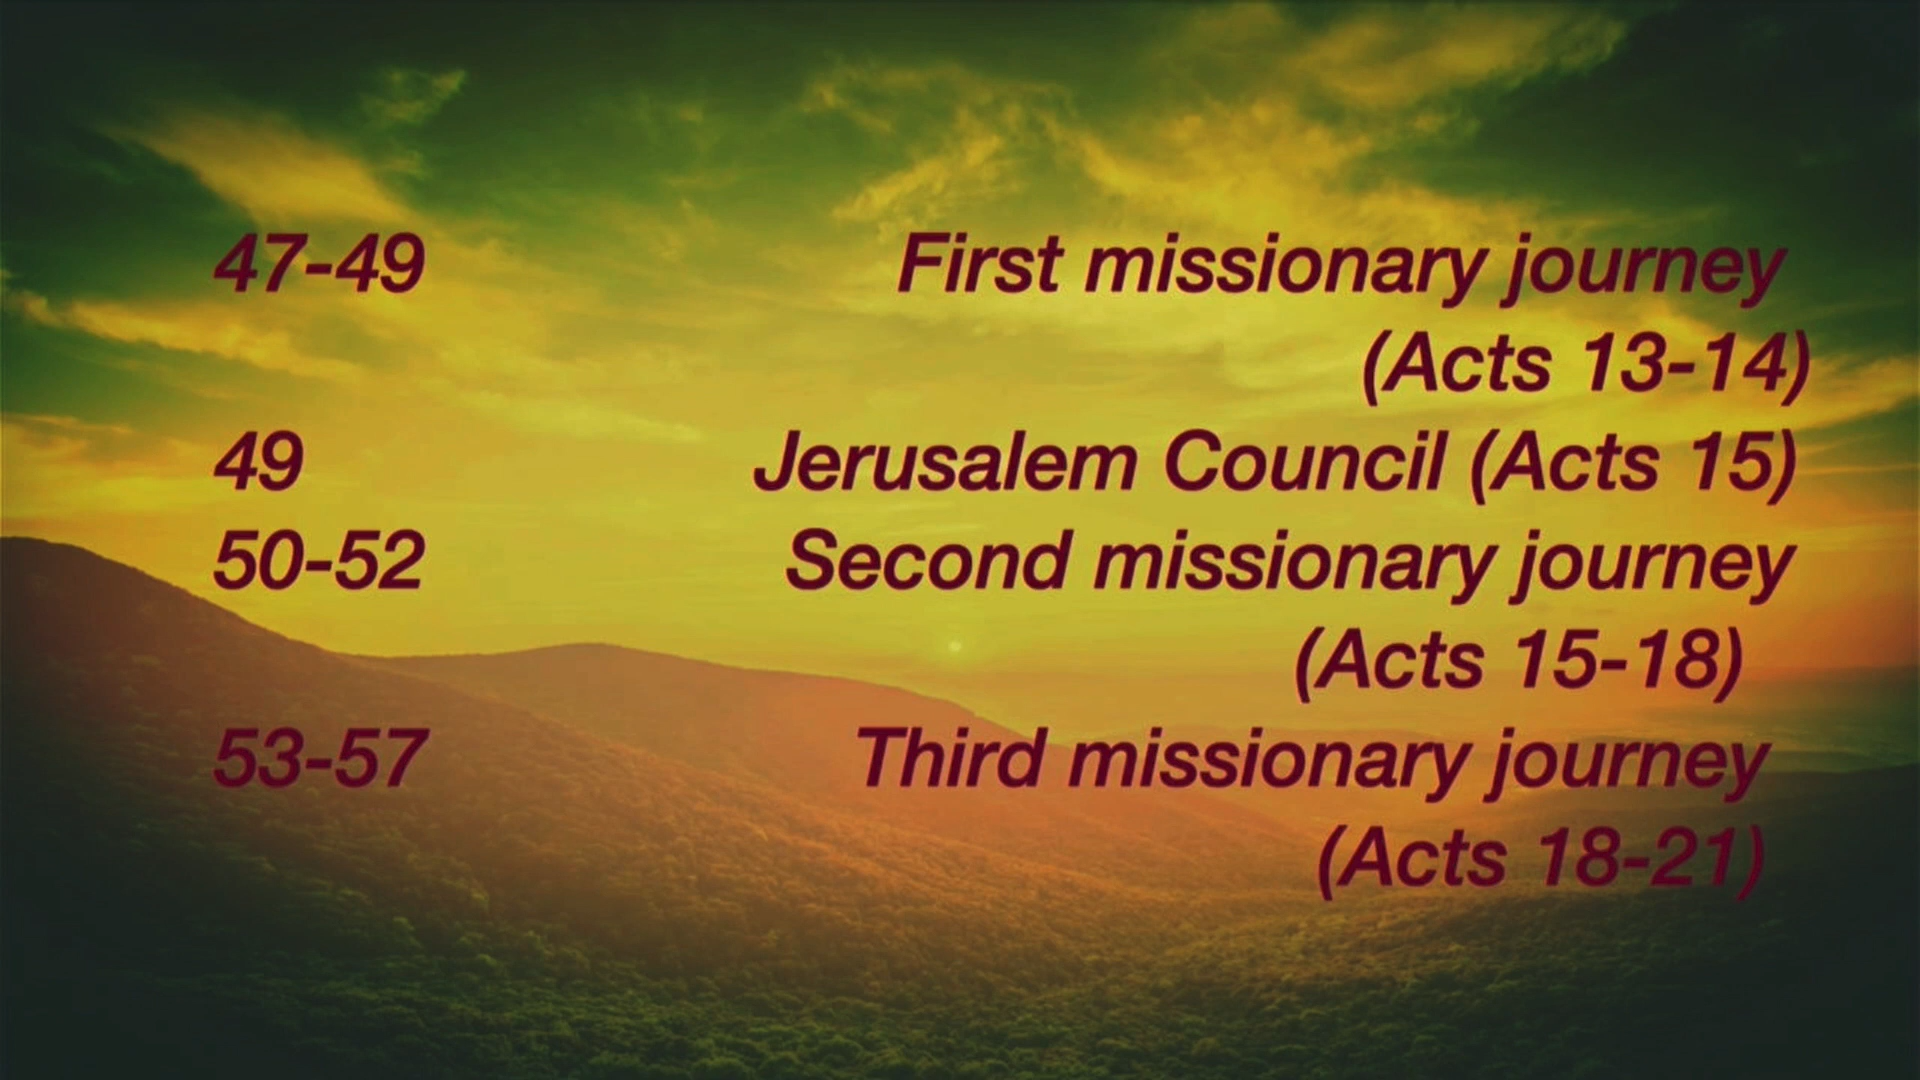 47-49 First missionary journey
(Acts 13-14)
49 Jerusalem Council (Acts 15)
50-52 Second missionary journey
(Acts 15-18)
53-57 Third missionary journey
(Acts 18-21)